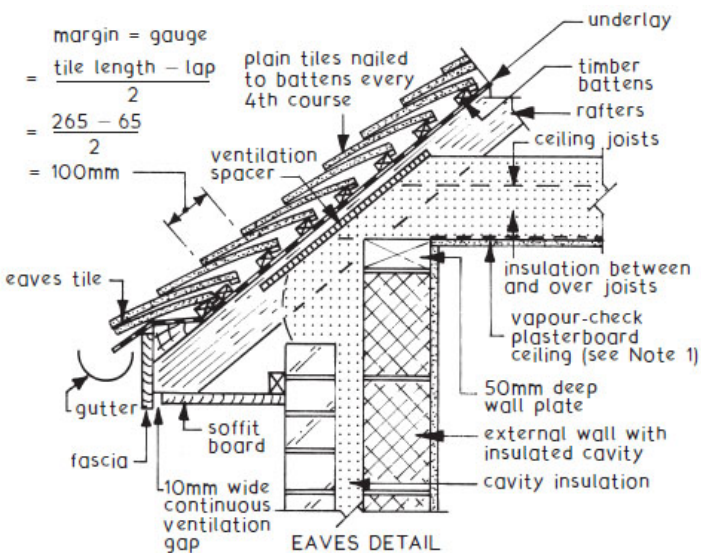 margin = gauge
= tile length – lap
2
= 265 – 65
2
= 100mm
plain tiles nailed
to battens every
4th course
ventilation
spacer
eaves tile
gutter
fascia
soffit
board
10mm wide
continuous
ventilation
gap
underlay
timber
battens
rafters
ceiling joists
insulation between
and over joists
vapour-check
plasterboard
ceiling (see Note 1)
50mm deep
wall plate
external wall with
insulated cavity
cavity insulation
EAVES DETAIL